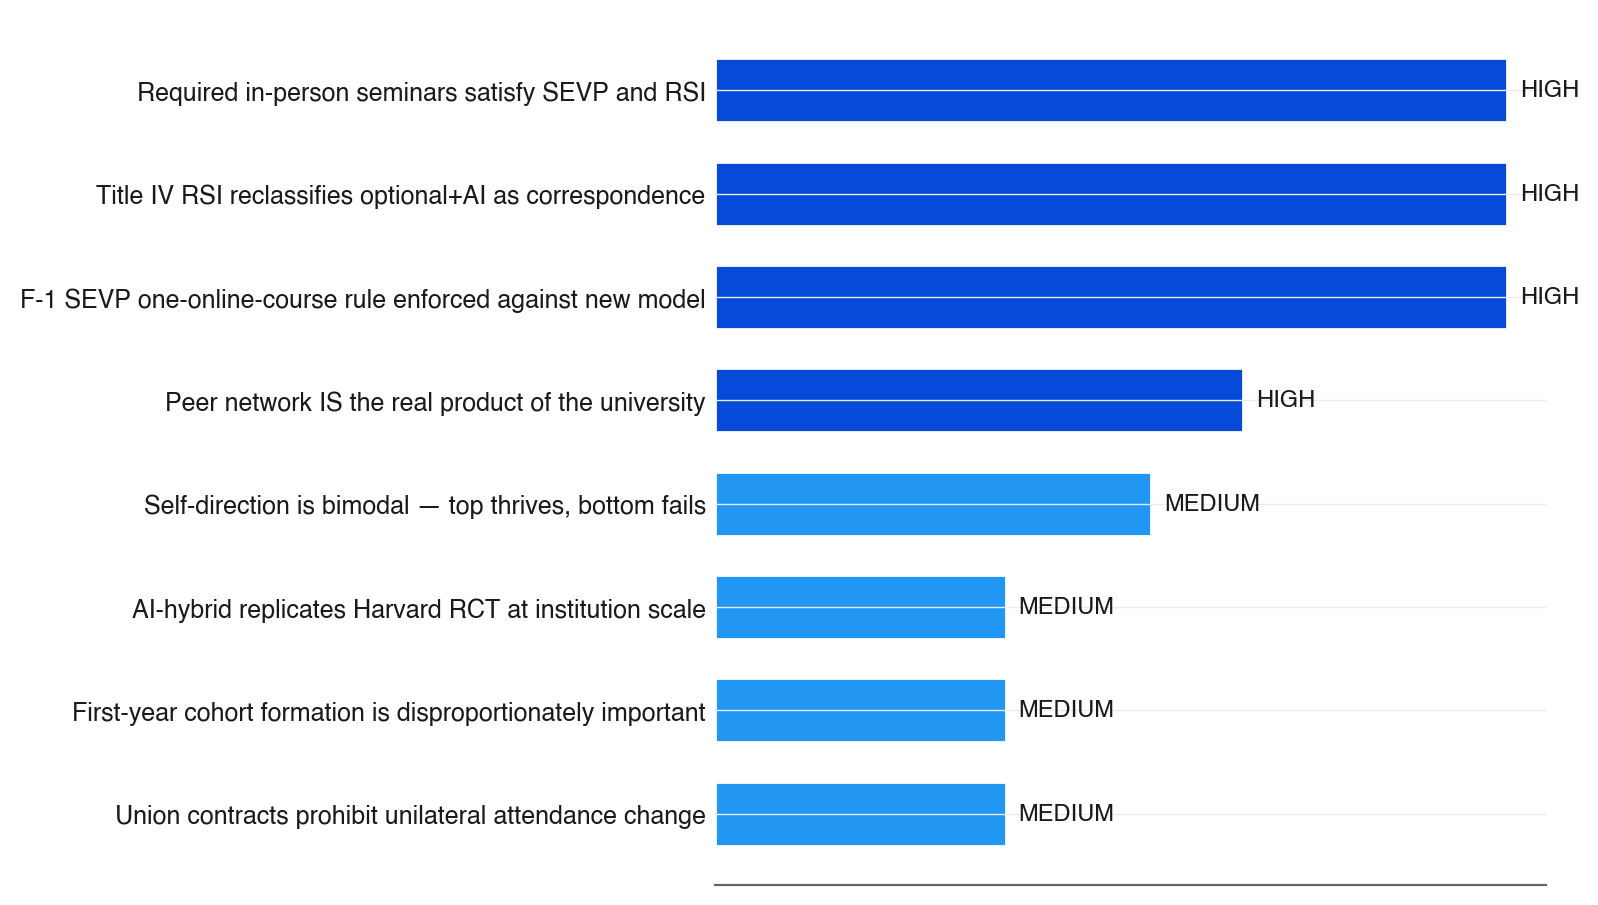 Required in-person seminars satisfy SEVP and RSI HIGH
Title IV RSI reclassifies optional+AI as correspondence HIGH
F-1 SEVP one-online-course rule enforced against new model HIGH
Peer network IS the real product of the university HIGH
Self-direction is bimodal — top thrives, bottom fails MEDIUM
AI-hybrid replicates Harvard RCT at institution scale MEDIUM
First-year cohort formation is disproportionately important MEDIUM
Union contracts prohibit unilateral attendance change MEDIUM